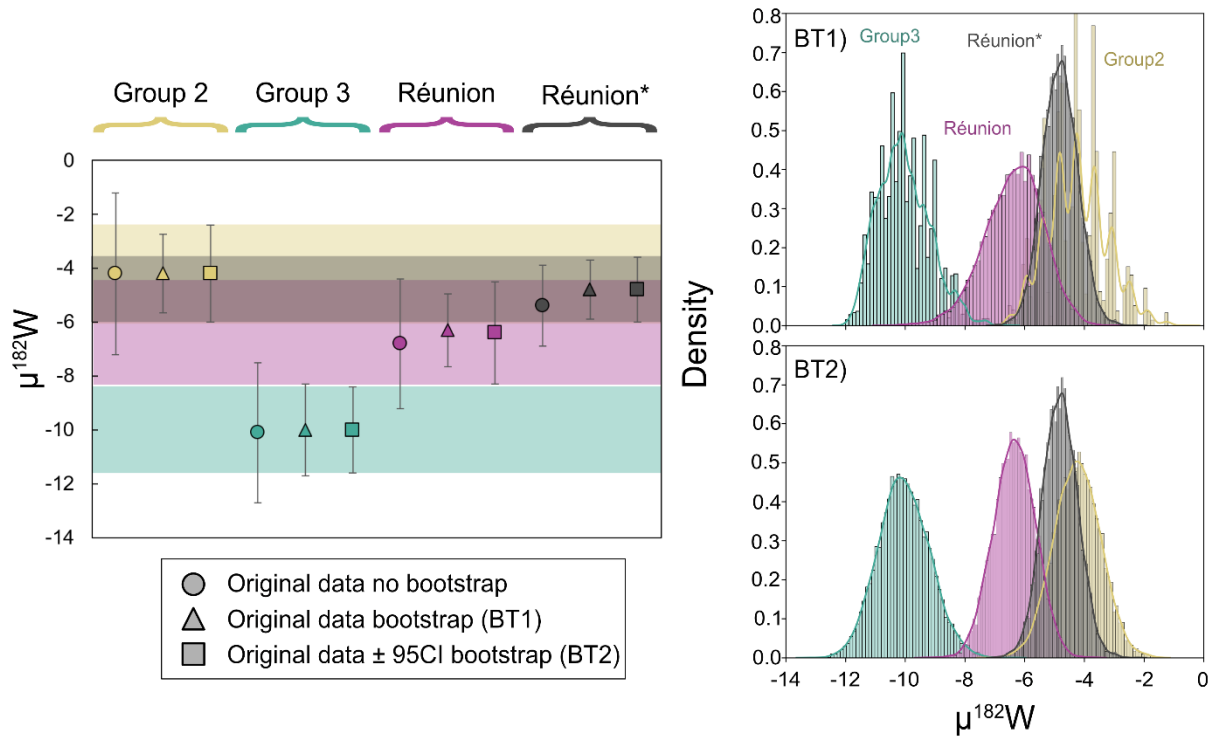 Group 2
Group 3
Réunion
Réunion*
0
-2
-4
-6
-8
-10
-12
-14
μ¹⁸²W
Original data no bootstrap
Original data bootstrap (BT1)
Original data ± 95CI bootstrap (BT2)
BT1)
Group3
Réunion*
Group2
Réunion
0.8
0.7
0.6
0.5
0.4
0.3
0.2
0.1
0.0
Density
BT2)
0.8
0.7
0.6
0.5
0.4
0.3
0.2
0.1
0.0
-14
-12
-10
-8
-6
-4
-2
0
μ¹⁸²W